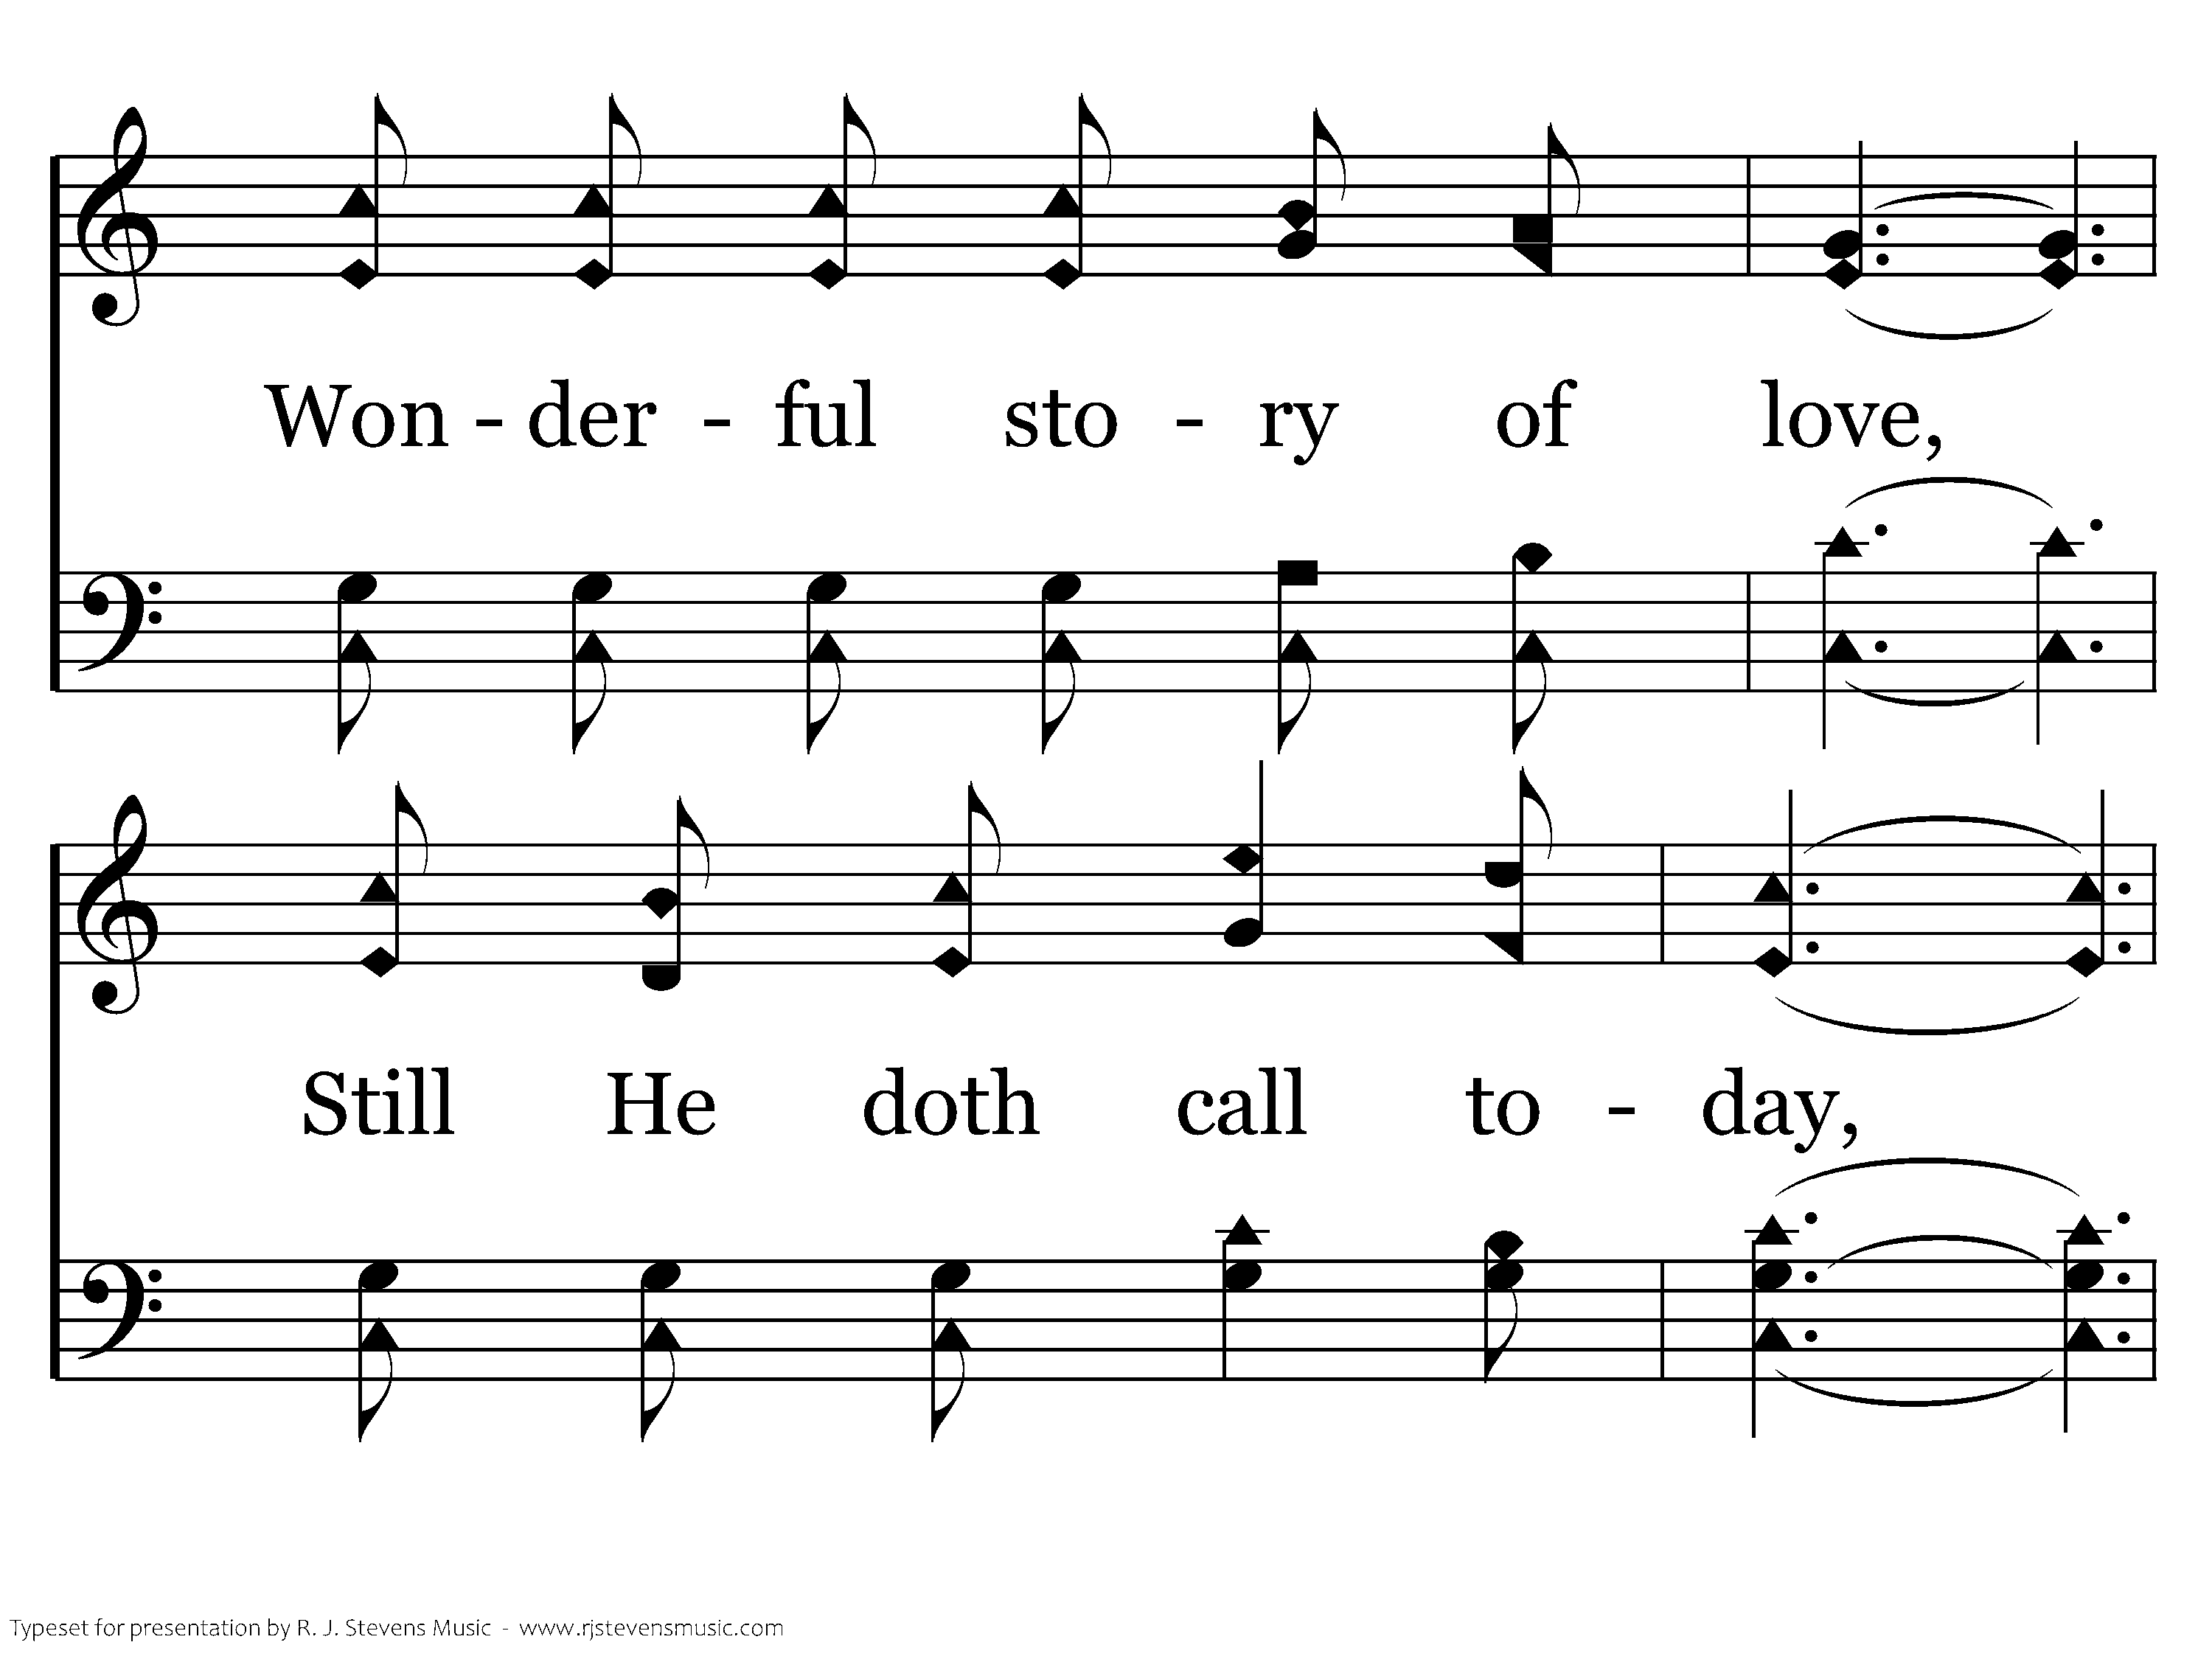 Won - der - ful sto - ry of love,
Still He doth call to - day,
Typeset for presentation by R. J. Stevens Music - www.rjstevensmusic.com